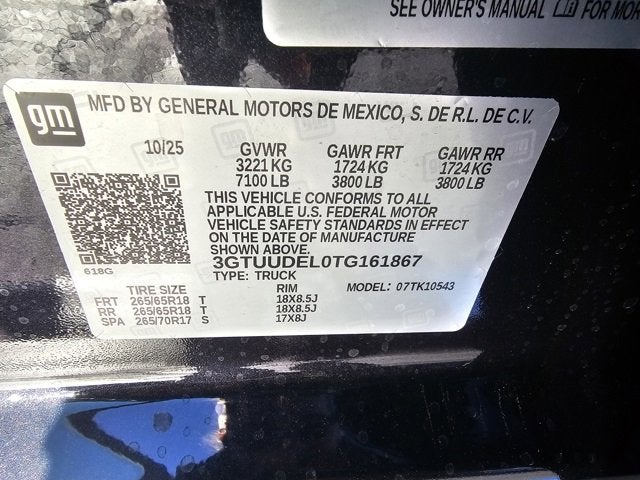 SEE OWNER'S MANUAL FOR MOR
gm
MFD BY GENERAL MOTORS DE MEXICO, S. DE R.L. DE C.V.
10/25 GVWR GAWR FRT GAWR RR
3221 KG 1724 KG 1724 KG
7100 LB 3800 LB 3800 LB
THIS VEHICLE CONFORMS TO ALL
APPLICABLE U.S. FEDERAL MOTOR
VEHICLE SAFETY STANDARDS IN EFFECT
ON THE DATE OF MANUFACTURE
SHOWN ABOVE.
618G
3GTUUDEL0TG161867
TYPE: TRUCK
TIRE SIZE RIM MODEL: 07TK10543
FRT 265/65R18 T 18X8.5J
RR 265/65R18 T 18X8.5J
SPA 265/70R17 S 17X8J